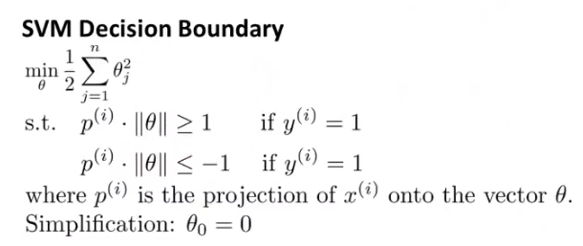 SVM Decision Boundary
min_θ 1/2 ∑_{j=1}^{n} θ_j^2
s.t. p^{(i)} · ‖θ‖ ≥ 1 if y^{(i)} = 1
p^{(i)} · ‖θ‖ ≤ −1 if y^{(i)} = 1
where p^{(i)} is the projection of x^{(i)} onto the vector θ.
Simplification: θ_0 = 0